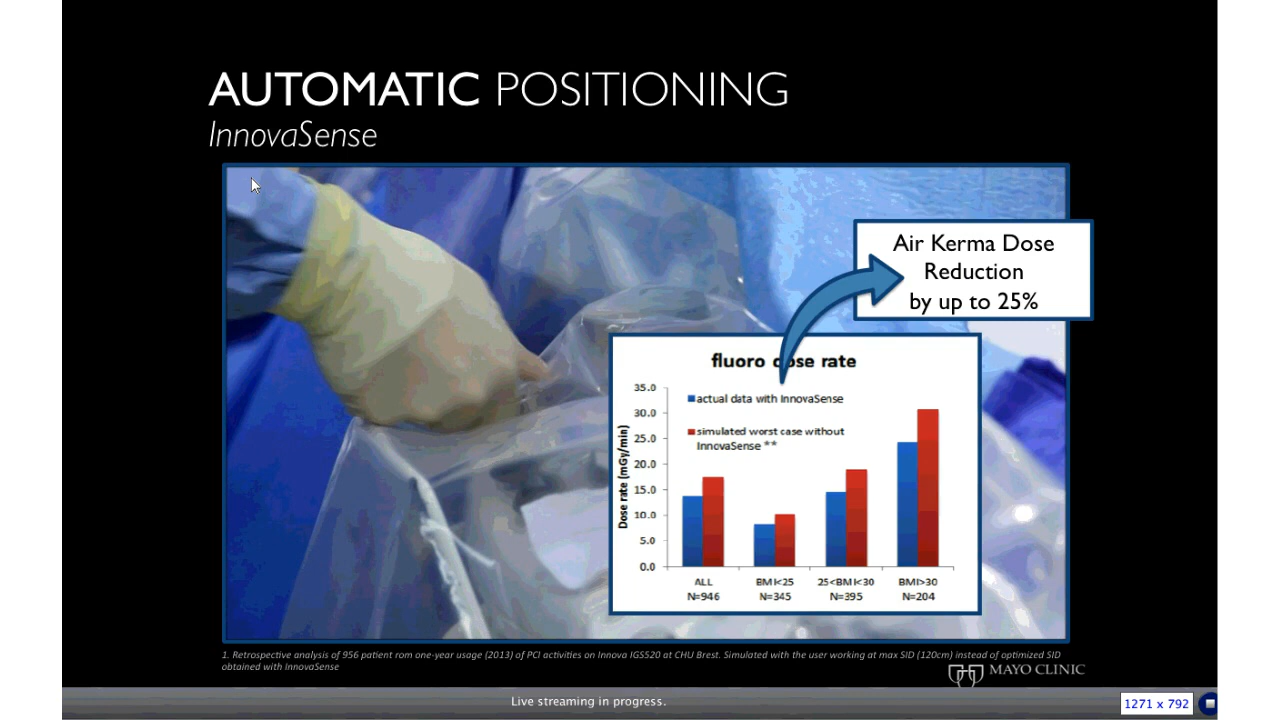 AUTOMATIC POSITIONING
InnovaSense
Air Kerma Dose
Reduction
by up to 25%
fluoro dose rate
35.0
30.0
25.0
20.0
15.0
10.0
5.0
0.0
Dose rate (mGy/min)
actual data with InnovaSense
simulated worst case without
InnovaSense **
ALL
N=946
BMI<25
N=345
25<BMI<30
N=395
BMI>30
N=204
1. Retrospective analysis of 956 patient rom one-year usage (2013) of PCI activities on Innova IGS520 at CHU Brest. Simulated with the user working at max SID (120cm) instead of optimized SID
obtained with InnovaSense
MAYO CLINIC
Live streaming in progress.
1271 x 792